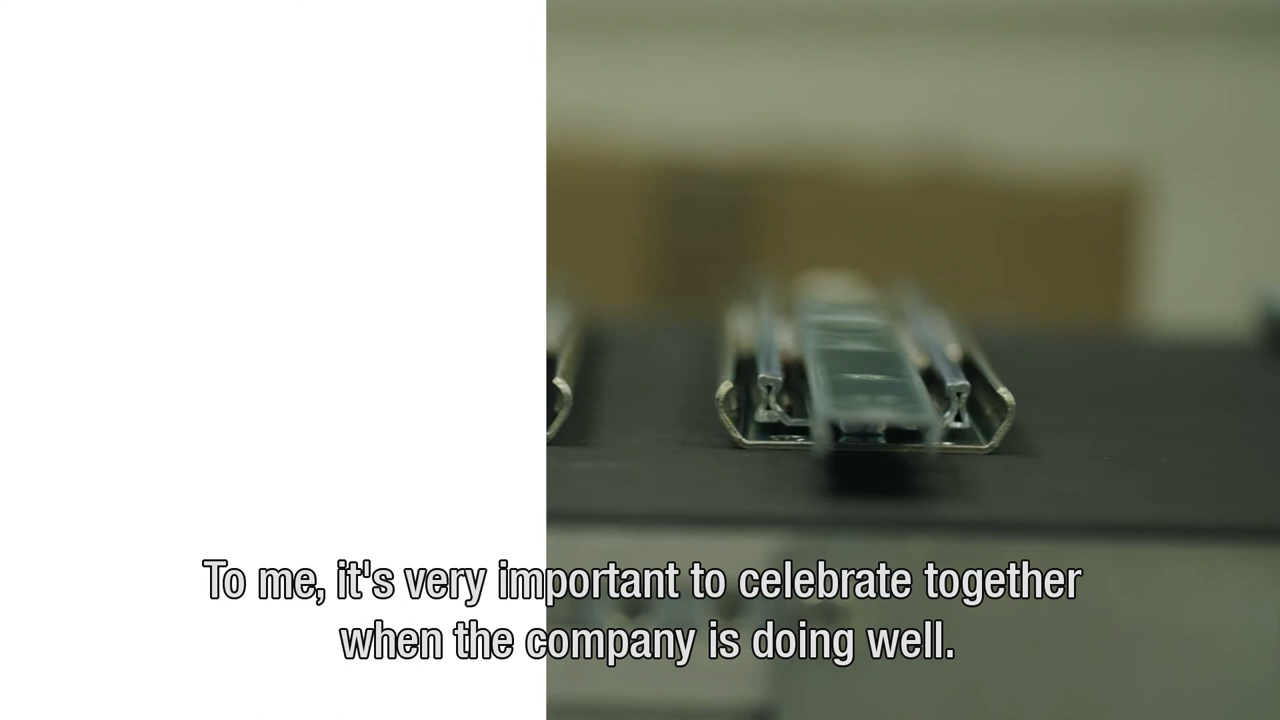 To me, it's very important to celebrate together
when the company is doing well.